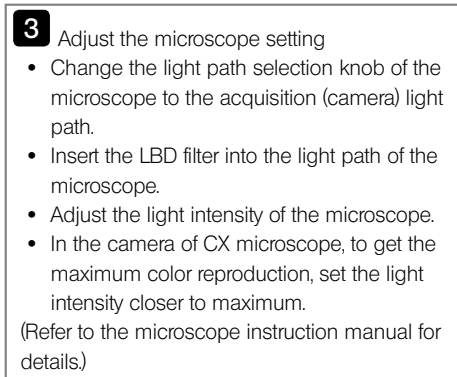 3 Adjust the microscope setting
• Change the light path selection knob of the
microscope to the acquisition (camera) light
path.
• Insert the LBD filter into the light path of the
microscope.
• Adjust the light intensity of the microscope.
• In the camera of CX microscope, to get the
maximum color reproduction, set the light
intensity closer to maximum.
(Refer to the microscope instruction manual for
details.)